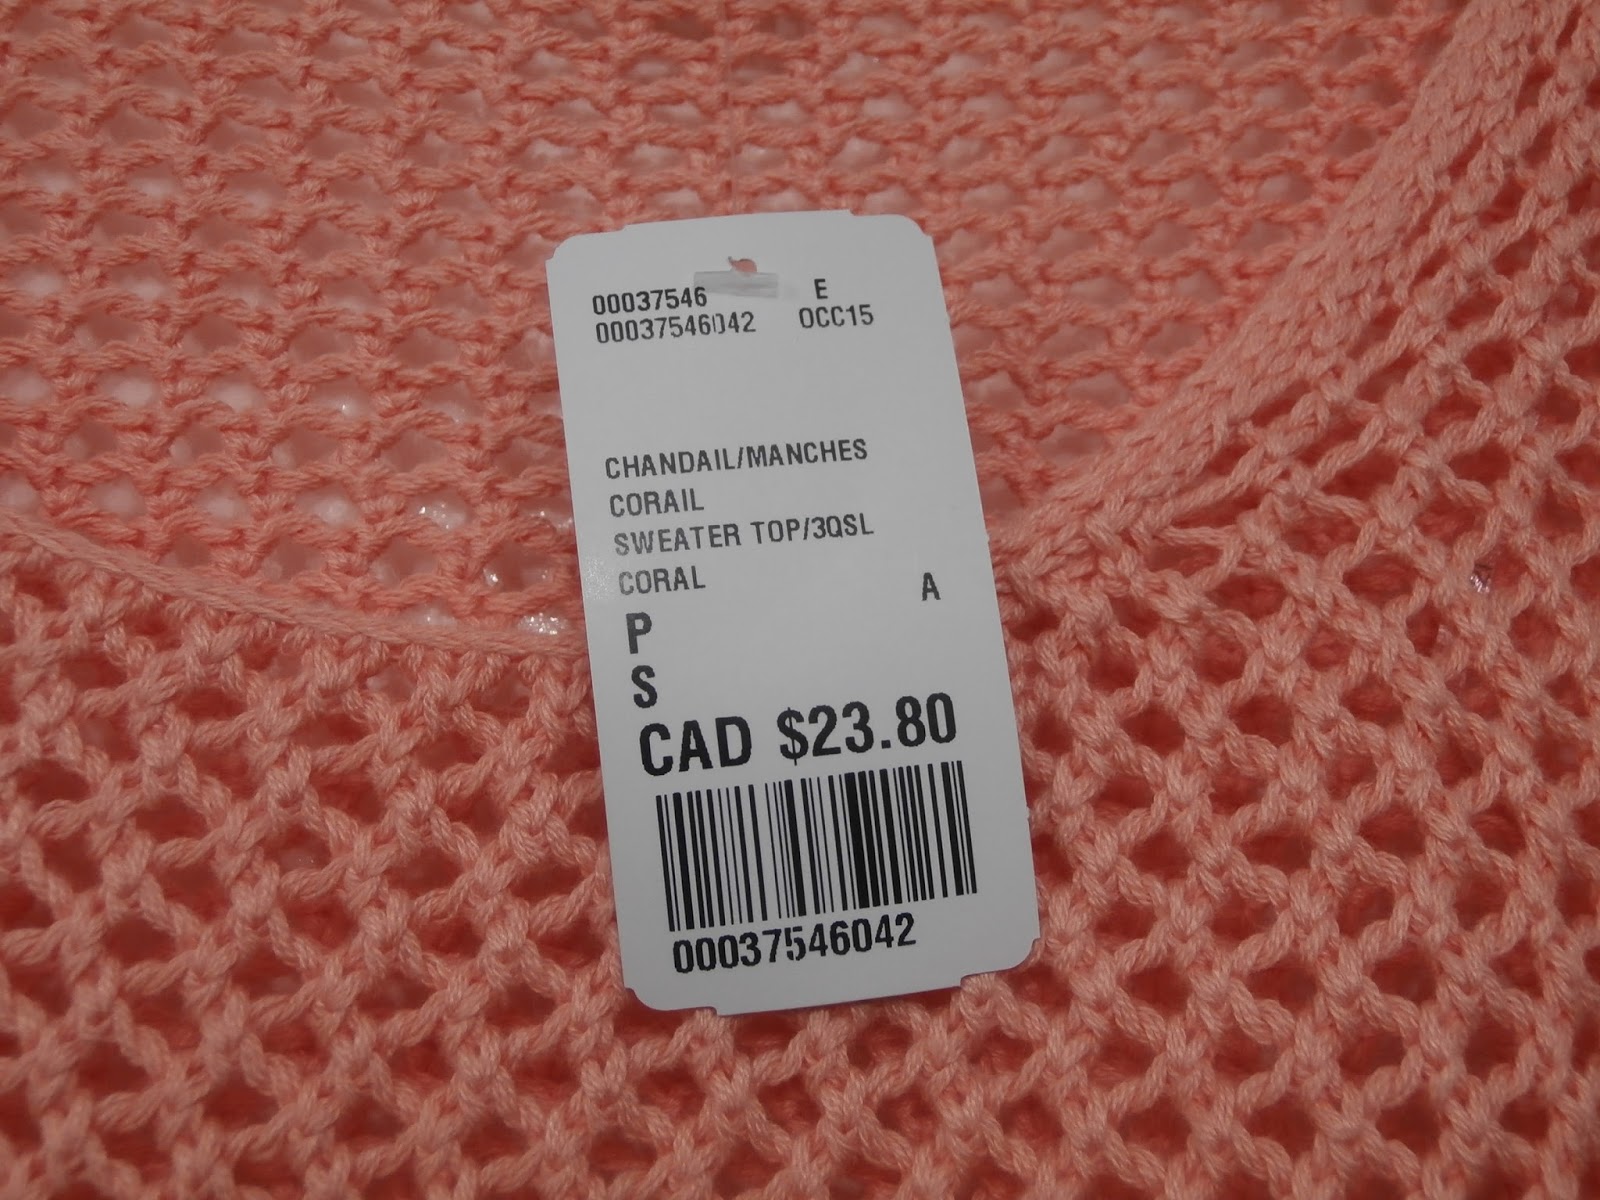 00037546 E
00037546042 OCC15
CHANDAIL/MANCHES
CORAIL
SWEATER TOP/3QSL
CORAL A
P
S
CAD $23.80
00037546042